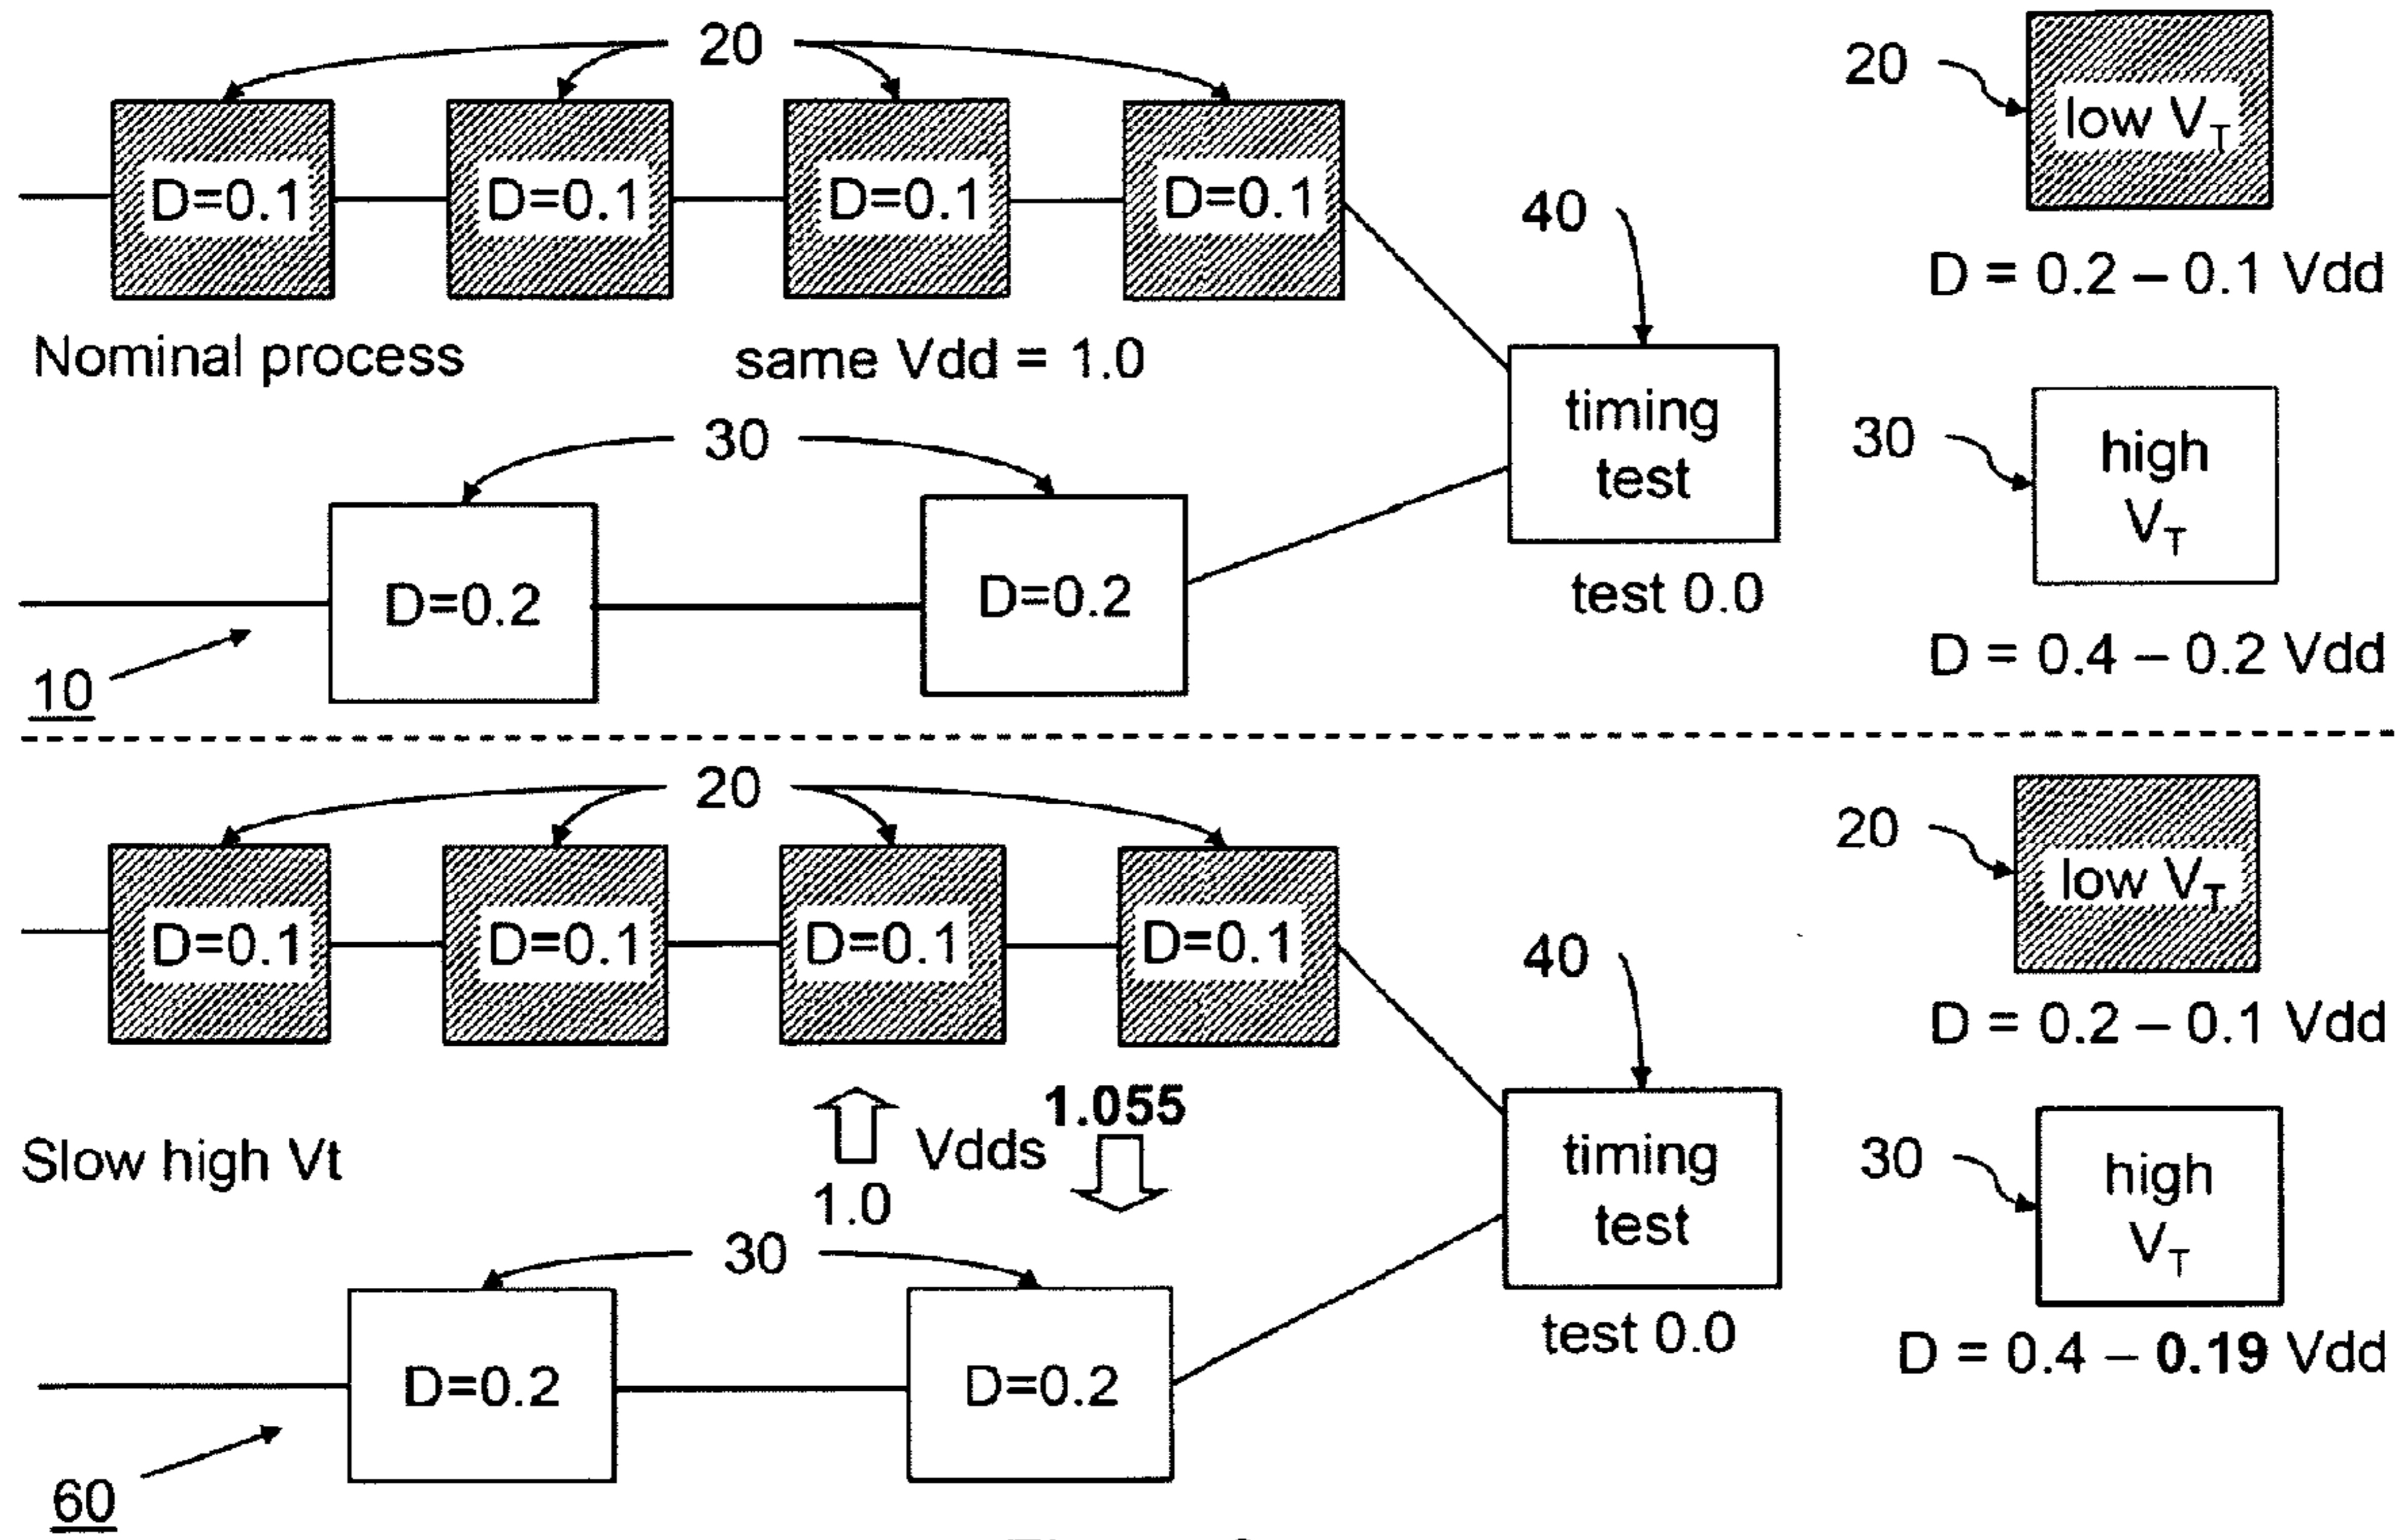 20
20
low V_T
D=0.1
D=0.1
D=0.1
D=0.1
40
D = 0.2 – 0.1 Vdd
Nominal process
same Vdd = 1.0
timing
test
30
30
high
V_T
D=0.2
D=0.2
test 0.0
D = 0.4 – 0.2 Vdd
10
20
20
low V_T
D=0.1
D=0.1
D=0.1
D=0.1
40
D = 0.2 – 0.1 Vdd
Slow high Vt
Vdds
1.055
1.0
timing
test
30
30
high
V_T
D=0.2
D=0.2
test 0.0
D = 0.4 – 0.19 Vdd
60